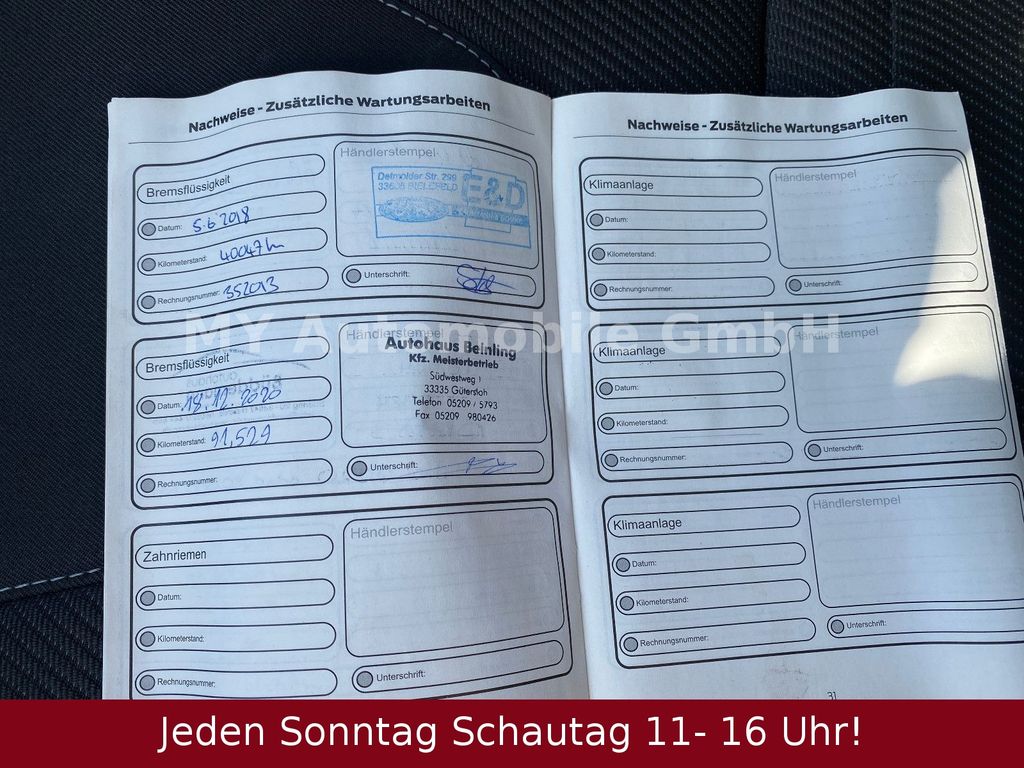 Nachweise - Zusätzliche Wartungsarbeiten
Bremsflüssigkeit
Datum: 5.6 2018
Kilometerstand: 40047 km
Rechnungsnummer: 352013
Händlerstempel
Detmolder Str. 299
33605 BIELEFELD
E&D
Unterschrift:
Bremsflüssigkeit
Datum: 18.12.2020
Kilometerstand: 91.529
Rechnungsnummer:
Händlerstempel
Autohaus Beinling
Kfz. Meisterbetrieb
Südwestweg 1
33335 Gütersloh
Telefon 05209 / 5793
Fax 05209 980426
Unterschrift:
Zahnriemen
Datum:
Kilometerstand:
Rechnungsnummer:
Händlerstempel
Unterschrift:
Nachweise - Zusätzliche Wartungsarbeiten
Klimaanlage
Datum:
Kilometerstand:
Rechnungsnummer:
Händlerstempel
Unterschrift:
Klimaanlage
Datum:
Kilometerstand:
Rechnungsnummer:
Händlerstempel
Unterschrift:
Klimaanlage
Datum:
Kilometerstand:
Rechnungsnummer:
Händlerstempel
Unterschrift:
31
MY Automobile GmbH
Jeden Sonntag Schautag 11- 16 Uhr!